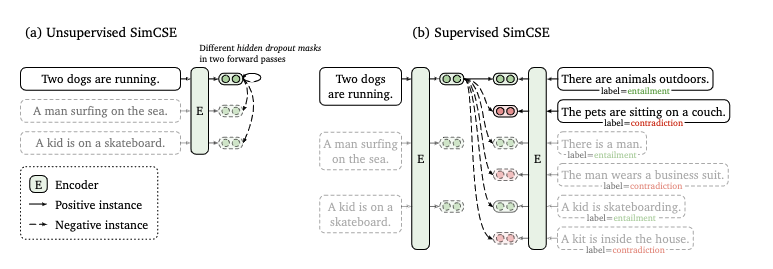 (a) Unsupervised SimCSE
Different hidden dropout masks
in two forward passes
Two dogs are running.
A man surfing on the sea.
A kid is on a skateboard.
E
E Encoder
Positive instance
Negative instance
(b) Supervised SimCSE
Two dogs
are running.
A man surfing
on the sea.
A kid is on a
skateboard.
E
E
There are animals outdoors.
label=entailment
The pets are sitting on a couch.
label=contradiction
There is a man.
label=entailment
The man wears a business suit.
label=contradiction
A kid is skateboarding.
label=entailment
A kit is inside the house.
label=contradiction